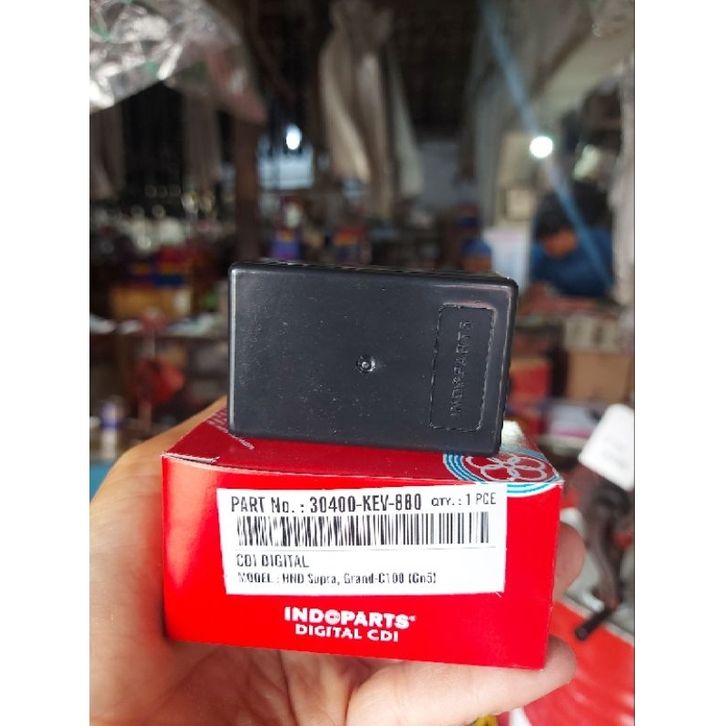 INDOPARTS
PART No. : 30400-KEV-880 QTY. : 1 PCE
CDI DIGITAL
MODEL : HND Supra, Grand-C100 (Gn5)
INDOPARTS
DIGITAL CDI